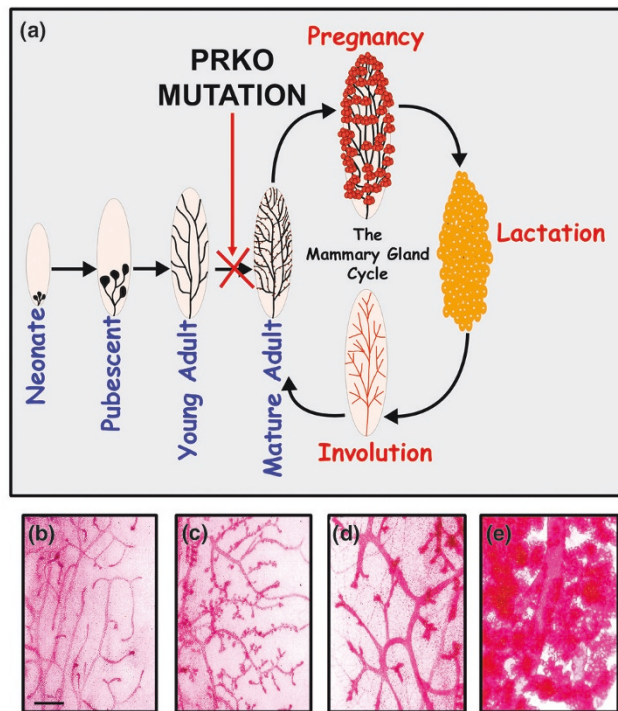 (a)
PRKO
MUTATION
Pregnancy
Lactation
The
Mammary Gland
Cycle
Involution
Neonate
Pubescent
Young Adult
Mature Adult
(b)
(c)
(d)
(e)